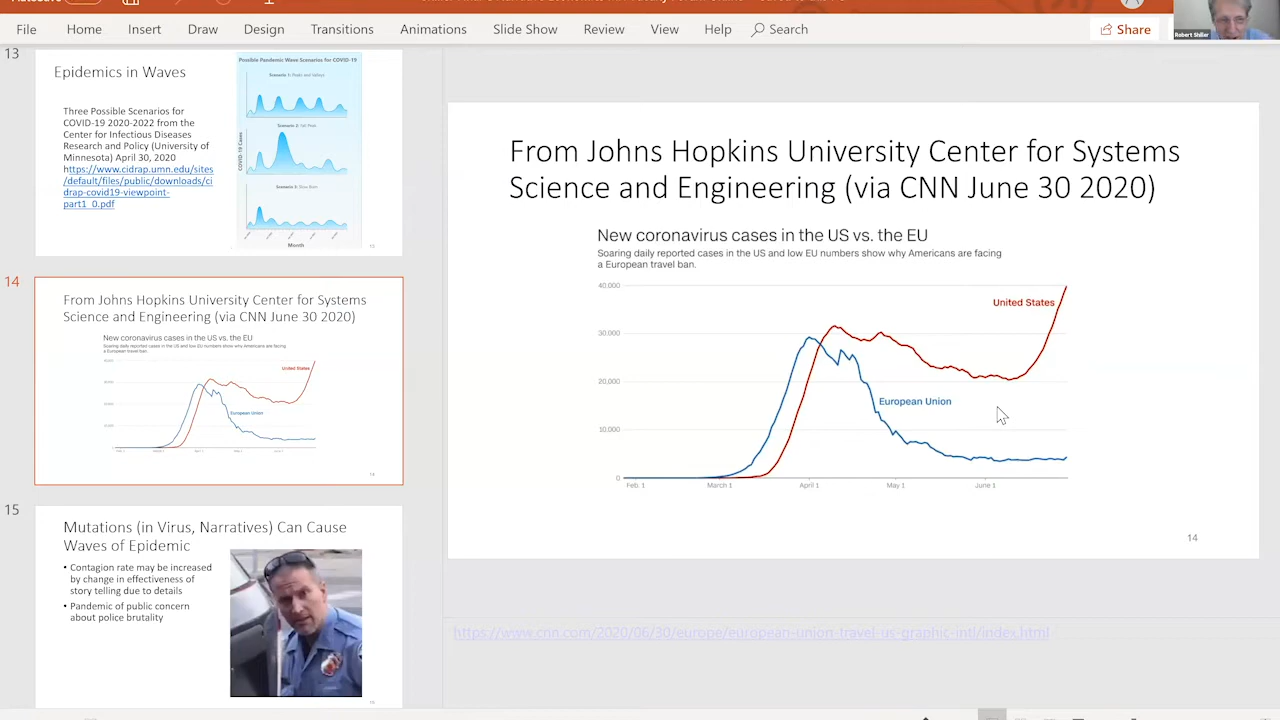 File Home Insert Draw Design Transitions Animations Slide Show Review View Help Search
Share
Robert Shiller
13
Epidemics in Waves
Three Possible Scenarios for
COVID-19 2020-2022 from the
Center for Infectious Diseases
Research and Policy (University of
Minnesota) April 30, 2020
https://www.cidrap.umn.edu/sites
/default/files/public/downloads/ci
drap-covid19-viewpoint-
part1_0.pdf
Possible Pandemic Wave Scenarios for COVID-19
Scenario 1: Peaks and Valleys
COVID-19 Cases
Month
13
14
From Johns Hopkins University Center for Systems
Science and Engineering (via CNN June 30 2020)
New coronavirus cases in the US vs. the EU
Soaring daily reported cases in the US and low EU numbers show why Americans are facing
a European travel ban.
United States
European Union
14
15
Mutations (in Virus, Narratives) Can Cause
Waves of Epidemic
• Contagion rate may be increased
by change in effectiveness of
story telling due to details
• Pandemic of public concern
about police brutality
From Johns Hopkins University Center for Systems
Science and Engineering (via CNN June 30 2020)
New coronavirus cases in the US vs. the EU
Soaring daily reported cases in the US and low EU numbers show why Americans are facing
a European travel ban.
40,000
United States
30,000
20,000
European Union
10,000
0
Feb. 1 March 1 April 1 May 1 June 1
14
https://www.cnn.com/2020/06/30/europe/european-union-travel-us-graphic-intl/index.html